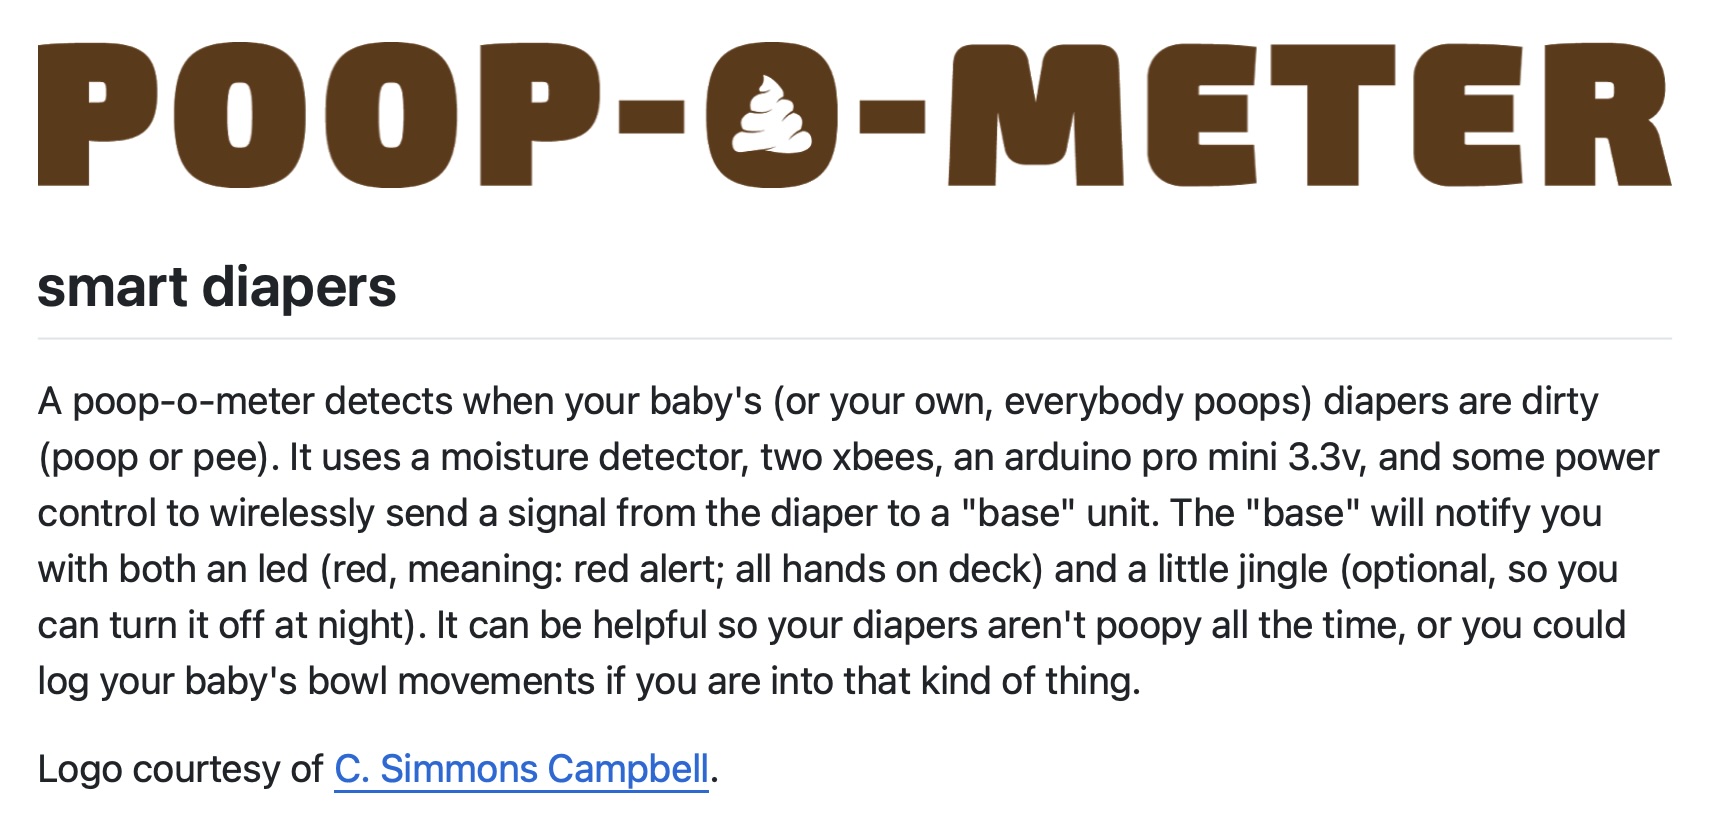 POOP-O-METER
smart diapers
A poop-o-meter detects when your baby's (or your own, everybody poops) diapers are dirty
(poop or pee). It uses a moisture detector, two xbees, an arduino pro mini 3.3v, and some power
control to wirelessly send a signal from the diaper to a "base" unit. The "base" will notify you
with both an led (red, meaning: red alert; all hands on deck) and a little jingle (optional, so you
can turn it off at night). It can be helpful so your diapers aren't poopy all the time, or you could
log your baby's bowl movements if you are into that kind of thing.
Logo courtesy of C. Simmons Campbell.